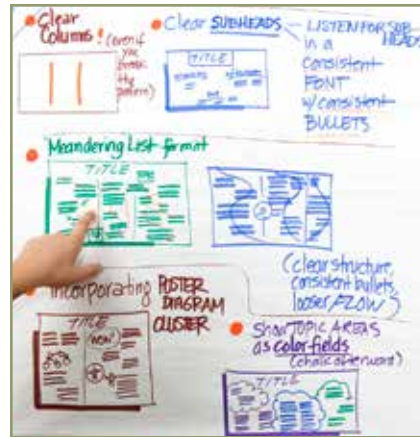 Clear
Columns! (even if
you
break
the
pattern)
Clear SUBHEADS
TITLE
LISTEN FOR SUB
HEADS
in a
consistent
FONT
w/consistent
BULLETS
Meandering List format
TITLE
(clear structure,
consistent bullets,
looser FLOW)
Incorporating POSTER
DIAGRAM
CLUSTER
TITLE
NOW!
Show TOPIC AREAS
as color fields
(chalk afterward)
TITLE